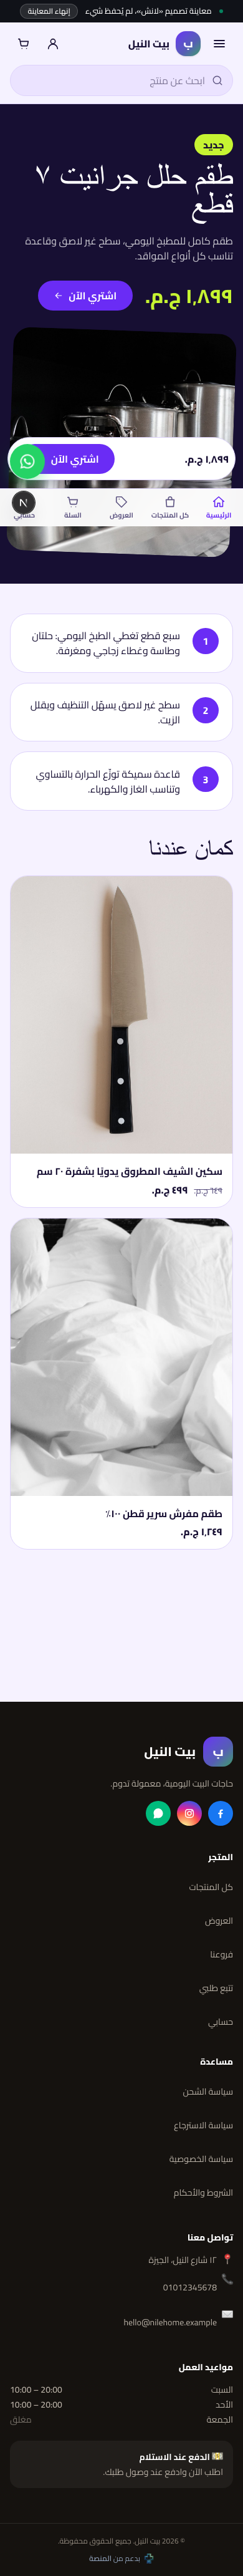 معاينة تصميم «لانش»، لم يُحفظ شيء
إنهاء المعاينة
ب
بيت النيل
ابحث عن منتج
جديد
طقم حلل جرانيت ٧
قطع
طقم كامل للمطبخ اليومي، سطح غير لاصق وقاعدة
تناسب كل أنواع المواقد.
١٬٨٩٩ ج.م.
اشتري الآن
١٬٨٩٩ ج.م.
اشتري الآن
الرئيسية
كل المنتجات
العروض
السلة
حسابي
N
1
سبع قطع تغطي الطبخ اليومي: حلتان
وطاسة وغطاء زجاجي ومغرفة.
2
سطح غير لاصق يسهّل التنظيف ويقلل
الزيت.
3
قاعدة سميكة توزّع الحرارة بالتساوي
وتناسب الغاز والكهرباء.
كمان عندنا
سكين الشيف المطروق يدويًا بشفرة ٢٠ سم
٦٤٩ ج.م.
٤٩٩ ج.م.
طقم مفرش سرير قطن ١٠٠٪
١٬٢٤٩ ج.م.
ب
بيت النيل
حاجات البيت اليومية، معمولة تدوم.
المتجر
كل المنتجات
العروض
فروعنا
تتبع طلبي
حسابي
مساعدة
سياسة الشحن
سياسة الاسترجاع
سياسة الخصوصية
الشروط والأحكام
تواصل معنا
١٢ شارع النيل، الجيزة
01012345678
hello@nilehome.example
مواعيد العمل
السبت
10:00 – 20:00
الأحد
10:00 – 20:00
الجمعة
مغلق
الدفع عند الاستلام
اطلب الآن وادفع عند وصول طلبك.
© 2026 بيت النيل. جميع الحقوق محفوظة.
بدعم من المنصة